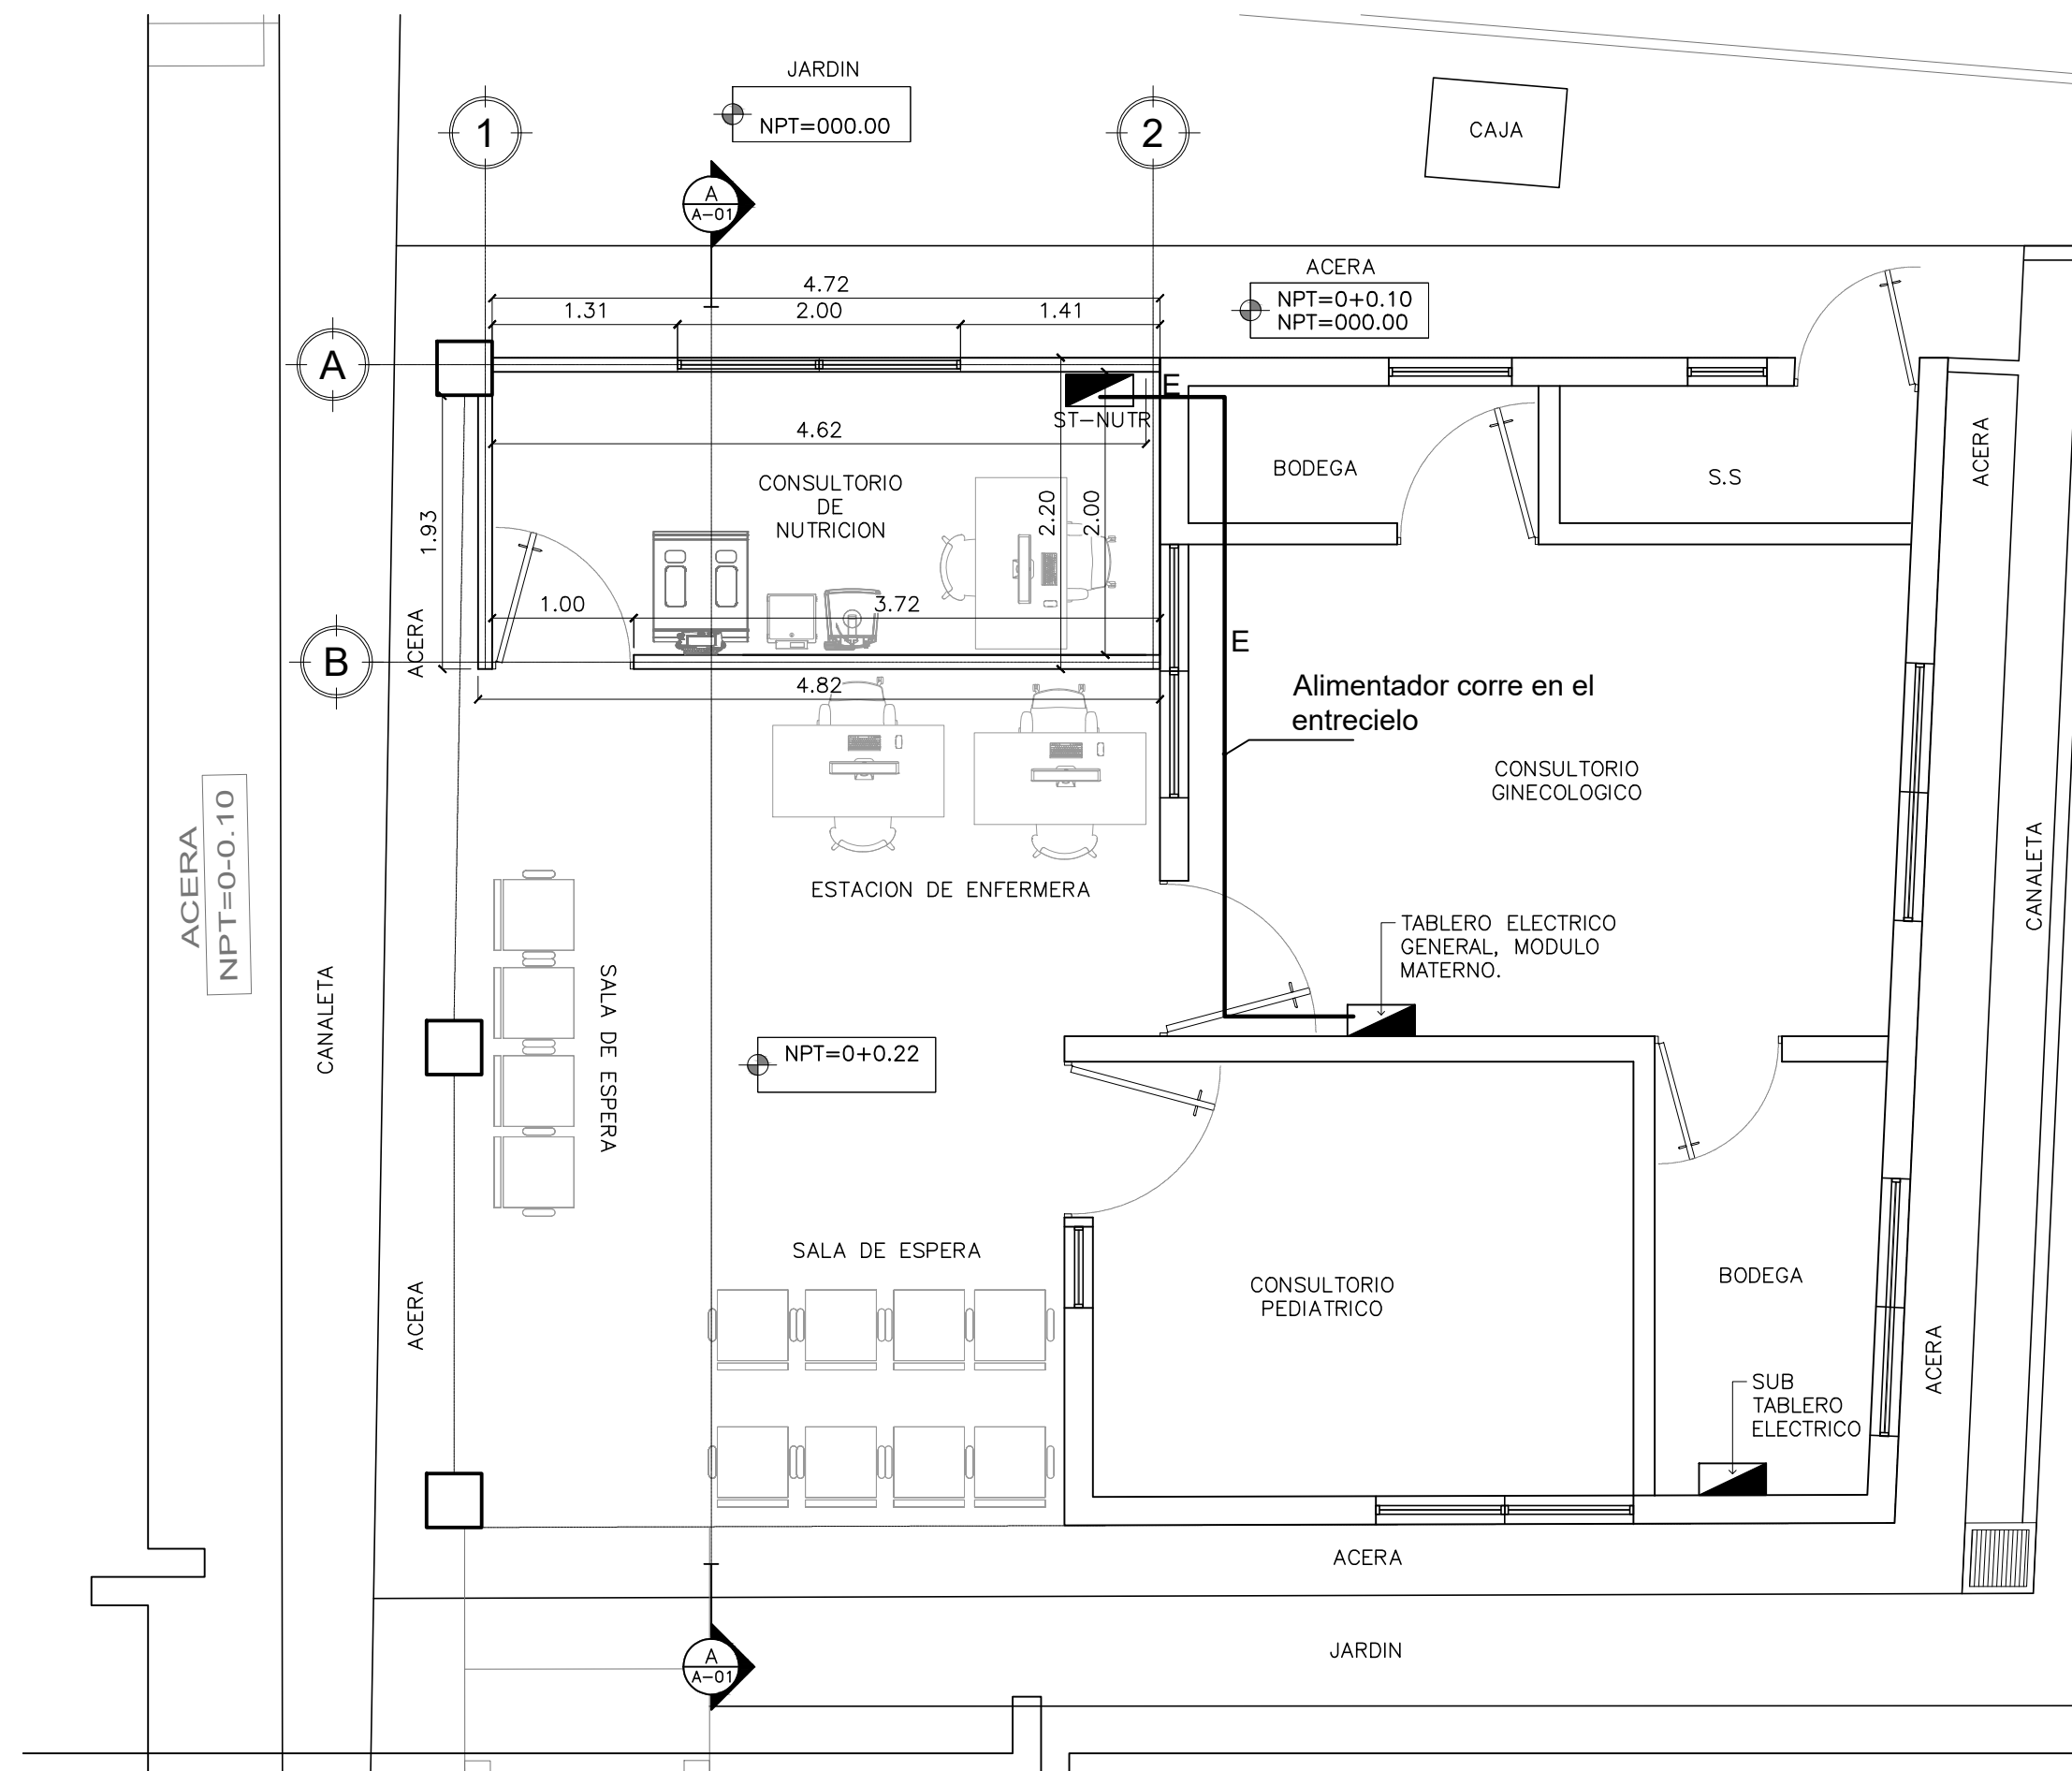 JARDIN
NPT=000.00
1
2
CAJA
A
A-01
ACERA
NPT=0+0.10
NPT=000.00
4.72
1.31
2.00
1.41
A
E
ST-NUTR
4.62
BODEGA
S.S
ACERA
CONSULTORIO
DE
NUTRICION
1.93
2.20
2.00
1.00
3.72
ACERA
B
E
4.82
Alimentador corre en el
entrecielo
CONSULTORIO
GINECOLOGICO
ACERA
NPT=0-0.10
CANALETA
ESTACION DE ENFERMERA
TABLERO ELECTRICO
GENERAL, MODULO
MATERNO.
CANALETA
SALA DE ESPERA
NPT=0+0.22
SALA DE ESPERA
ACERA
CONSULTORIO
PEDIATRICO
BODEGA
ACERA
SUB
TABLERO
ELECTRICO
ACERA
JARDIN
A
A-01